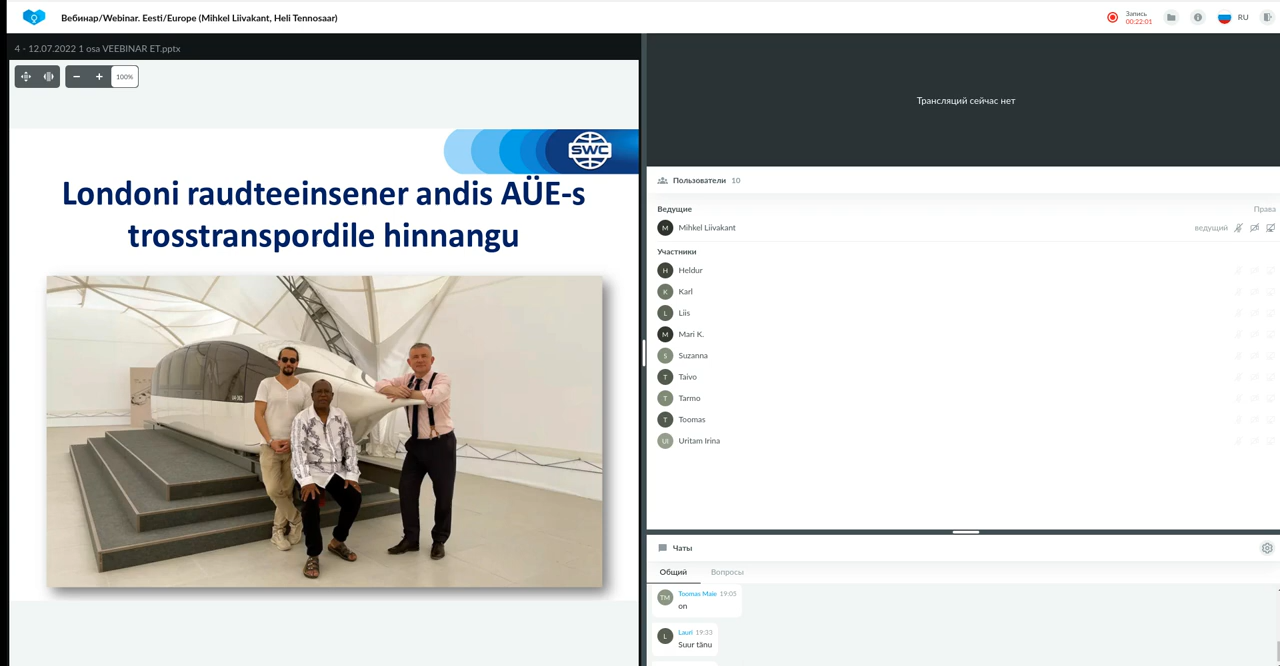 Вебинар/Webinar. Eesti/Europe (Mihkel Liivakant, Heli Tennosaar)
Запись
00:22:01
RU
4 - 12.07.2022 1 osa VEEBINAR ET.pptx
100%
SWC
Londoni raudteeinsener andis AÜE-s
trosstranspordile hinnangu
Трансляций сейчас нет
Пользователи 10
Ведущие
Права
M Mihkel Liivakant
ведущий
Участники
H Heldur
K Karl
L Liis
M Mari K.
S Suzanna
T Taivo
T Tarmo
T Toomas
UI Uritam Irina
Чаты
Общий
Вопросы
TM Toomas Maie 19:05
on
L Lauri 19:33
Suur tänu